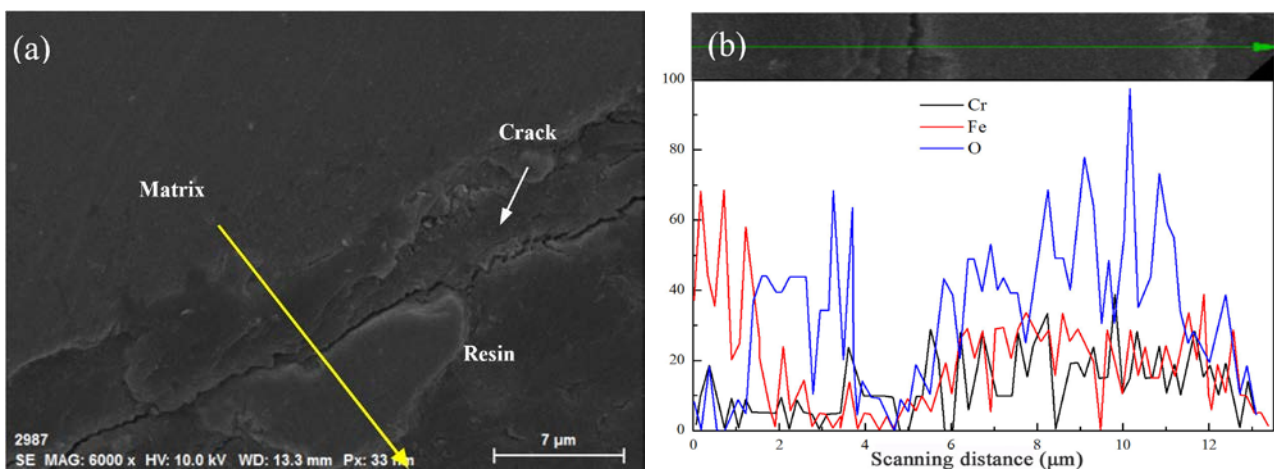 (a)
Crack
Matrix
Resin
2987
SE MAG: 6000 x HV: 10.0 kV WD: 13.3 mm Px: 33 nm
7 µm
(b)
100
80
60
40
20
0
Cr
Fe
O
0 2 4 6 8 10 12
Scanning distance (µm)